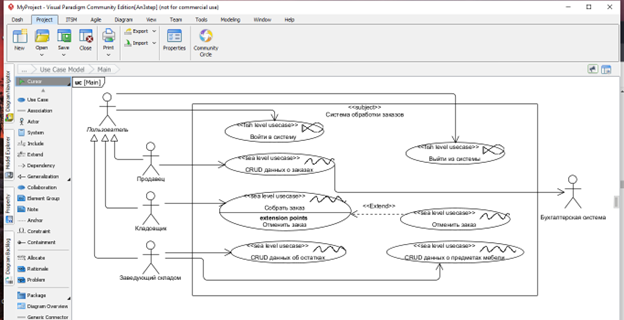 MyProject - Visual Paradigm Community Edition[An1step] (not for commercial use)
Dash Project ITSM Agile Diagram View Team Tools Modeling Window Help
New Open Save Close Print Export Import Properties Community Circle
... Use Case Model Main
Cursor
Use Case
Association
Actor
System
Include
Extend
Dependency
Generalization
Collaboration
Element Group
Note
Anchor
Constraint
Containment
Allocate
Rationale
Problem
Package
Diagram Overview
Generic Connector
Diagram Navigator
Model Explorer
Property
Diagram Backlog
uc [Main]
<<subject>>
Система обработки заказов
Пользователь
<<fish level usecase>>
Войти в систему
<<fish level usecase>>
Выйти из системы
Продавец
<<sea level usecase>>
CRUD данных о заказах
Бухгалтерская система
Кладовщик
<<sea level usecase>>
Собрать заказ
extension points
Отменить заказ
<<Extend>>
<<sea level usecase>>
Отменить заказ
Заведующий складом
<<sea level usecase>>
CRUD данных об остатках
<<sea level usecase>>
CRUD данных о предметах мебели